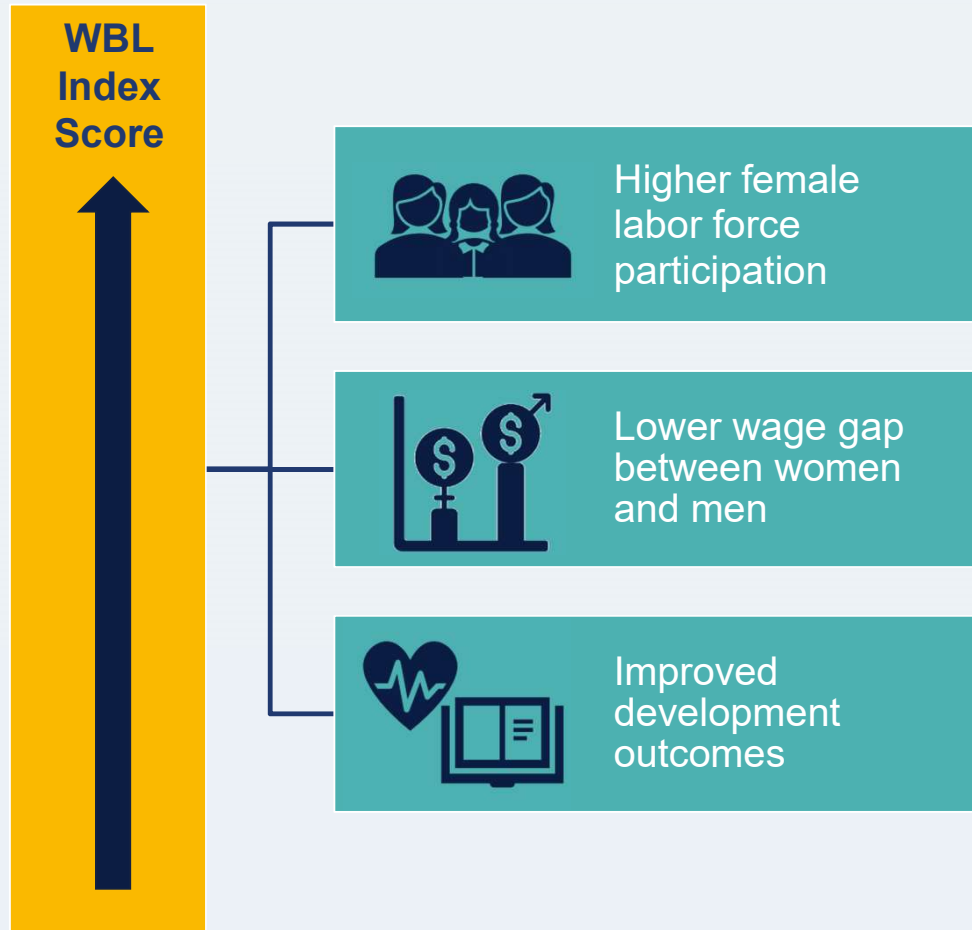 WBL
Index
Score
Higher female
labor force
participation
$
$
Lower wage gap
between women
and men
Improved
development
outcomes